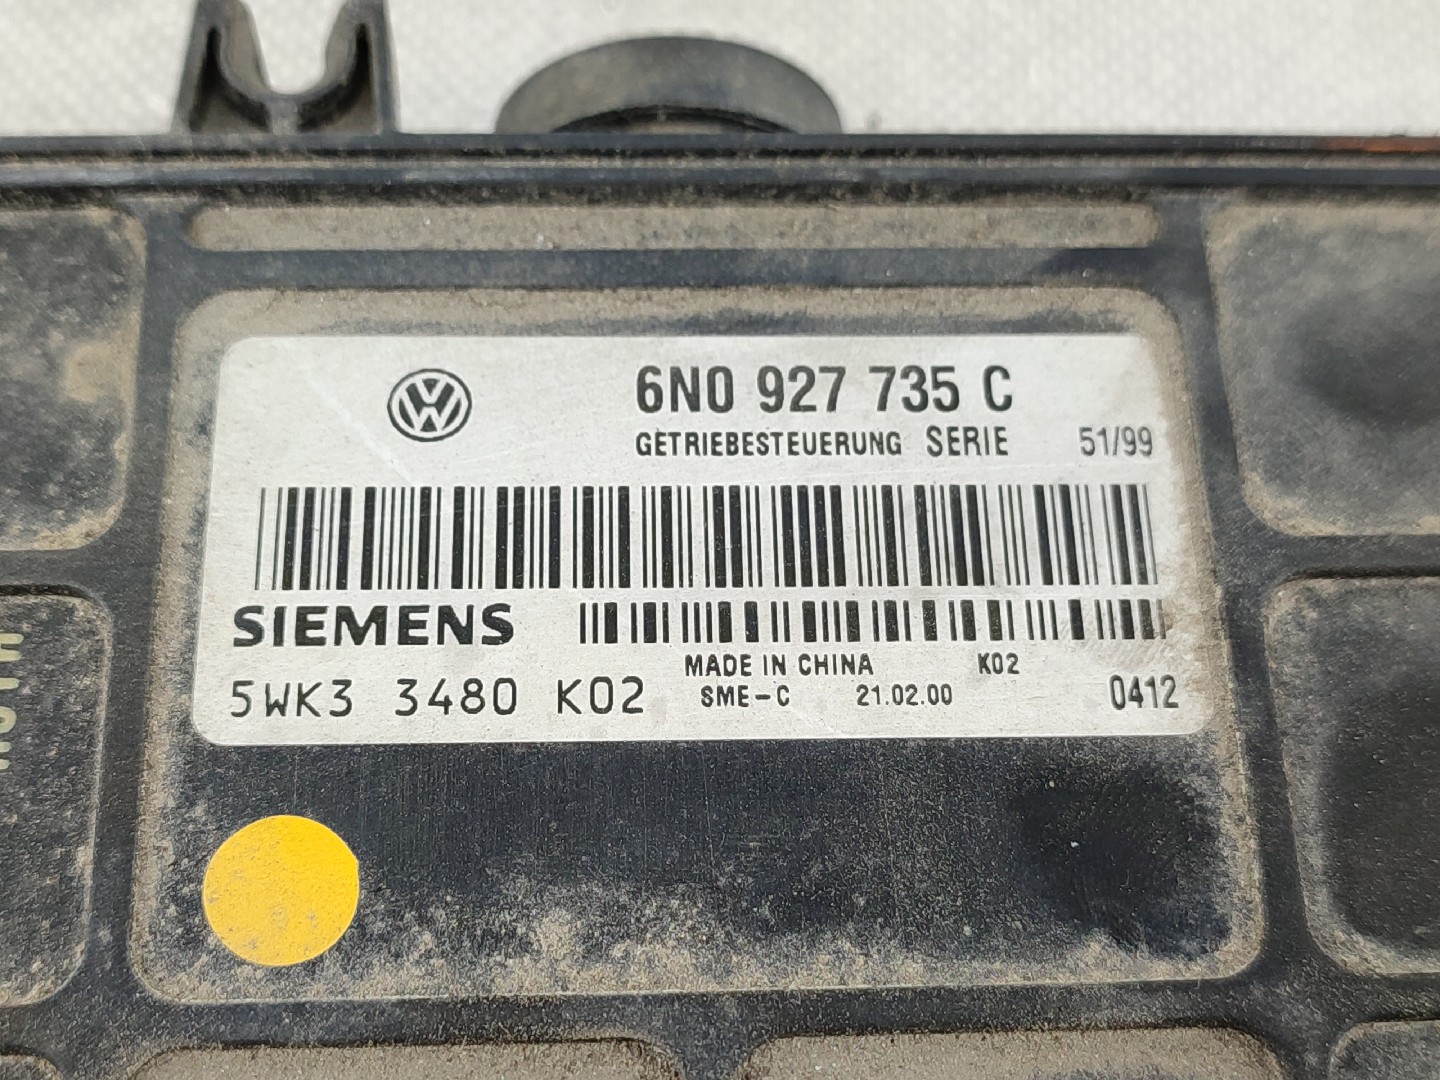 6N0 927 735 C
GETRIEBESTEUERUNG SERIE 51/99
SIEMENS
MADE IN CHINA K02
5WK3 3480 K02 SME-C 21.02.00 0412